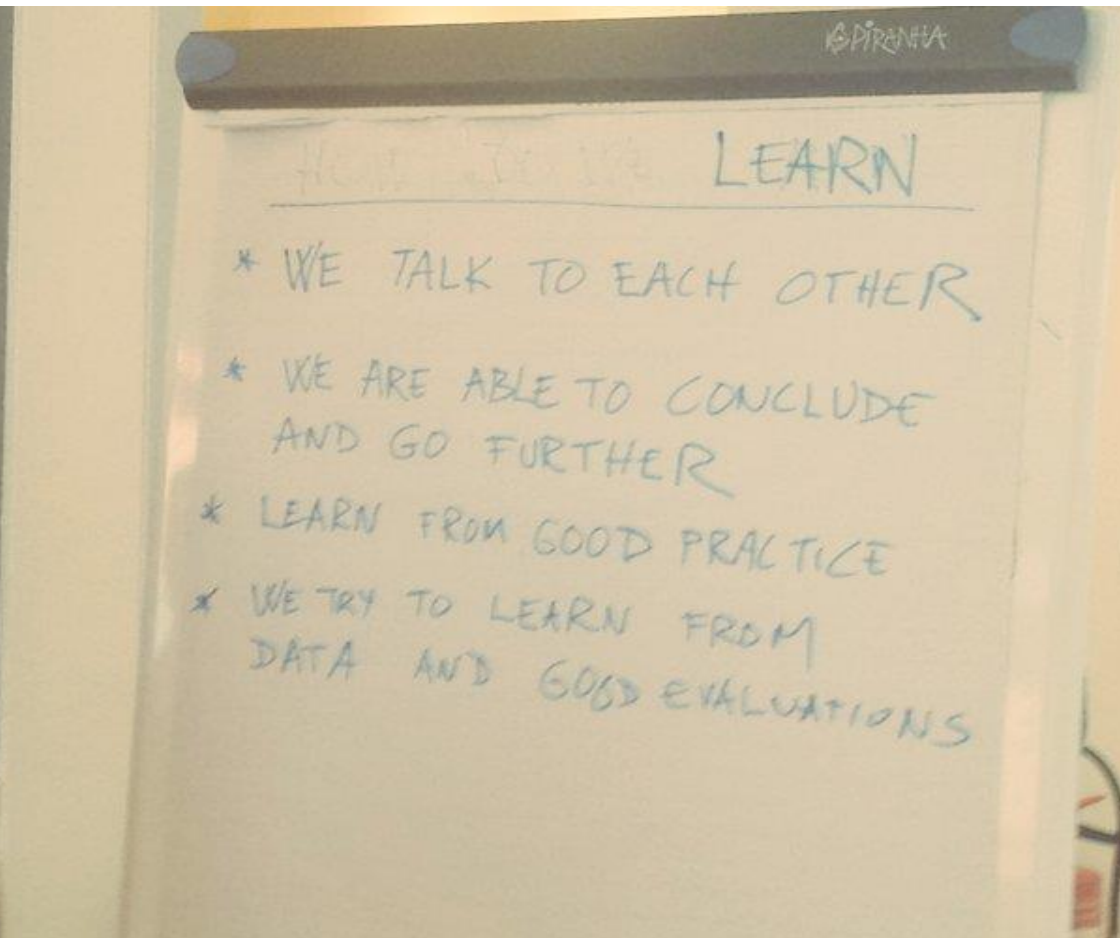 PIRANHA
LEARN
* WE TALK TO EACH OTHER
* WE ARE ABLE TO CONCLUDE
AND GO FURTHER
* LEARN FROM GOOD PRACTICE
* WE TRY TO LEARN FROM
DATA AND GOOD EVALUATIONS